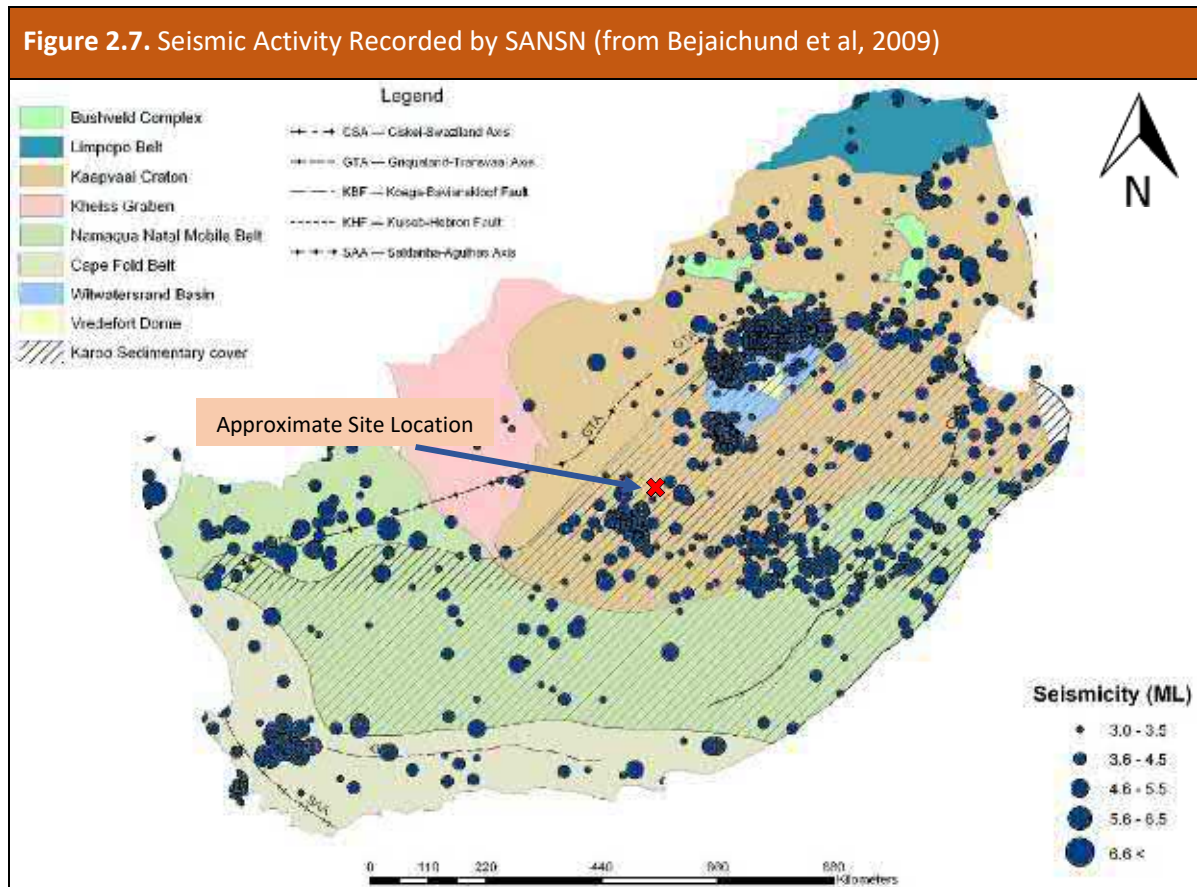 Figure 2.7. Seismic Activity Recorded by SANSN (from Bejaichund et al, 2009)
Legend
Bushveld Complex
Limpopo Belt
Kaapvaal Craton
Kheiss Graben
Namaqua Natal Mobile Belt
Cape Fold Belt
Witwatersrand Basin
Vredefort Dome
Karoo Sedimentary cover
CSA — Ciskei-Swaziland Axis
GTA — Griqualand-Transvaal Axis
KBF — Koega-Baviaanskloof Fault
KHF — Kuiseb-Hebron Fault
SAA — Saldanha-Agulhas Axis
N
Approximate Site Location
GTA
GTA
SAA
Seismicity (ML)
3.0 - 3.5
3.6 - 4.5
4.6 - 5.5
5.6 - 6.5
6.6 <
0 110 220 440
Kilometers